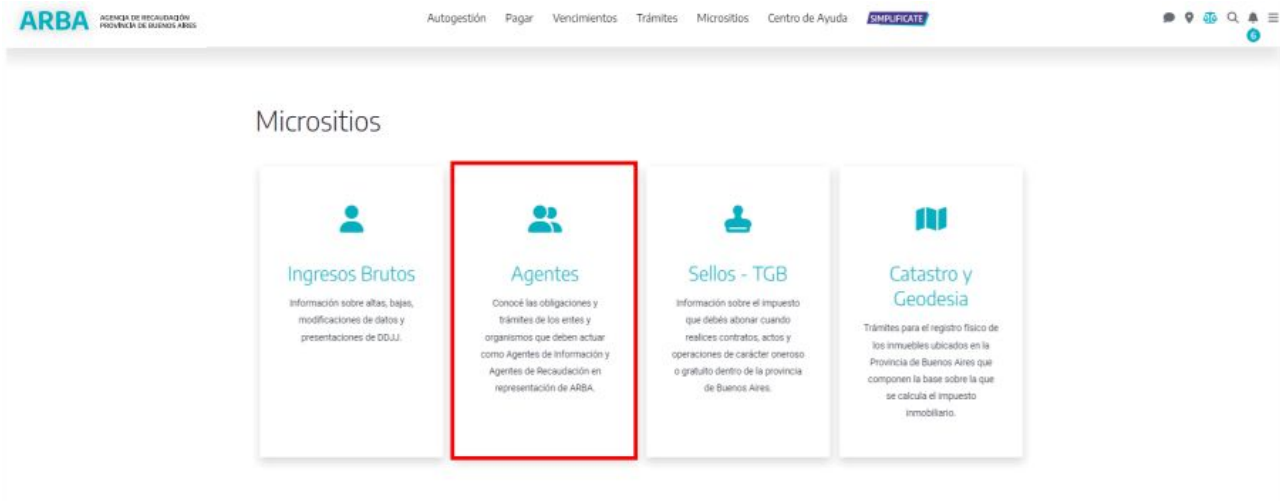 ARBA AGENCIA DE RECAUDACIÓN
PROVINCIA DE BUENOS AIRES
Autogestión Pagar Vencimientos Trámites Micrositios Centro de Ayuda SIMPLIFICATE
6
Micrositios
Ingresos Brutos
Información sobre altas, bajas,
modificaciones de datos y
presentaciones de DDJJ.
Agentes
Conocé las obligaciones y
trámites de los entes y
organismos que deben actuar
como Agentes de Información y
Agentes de Recaudación en
representación de ARBA.
Sellos - TGB
Información sobre el impuesto
que debés abonar cuando
realices contratos, actos y
operaciones de carácter oneroso
o gratuito dentro de la provincia
de Buenos Aires.
Catastro y
Geodesia
Trámites para el registro físico de
los inmuebles ubicados en la
Provincia de Buenos Aires que
componen la base sobre la que
se calcula el impuesto
inmobiliario.